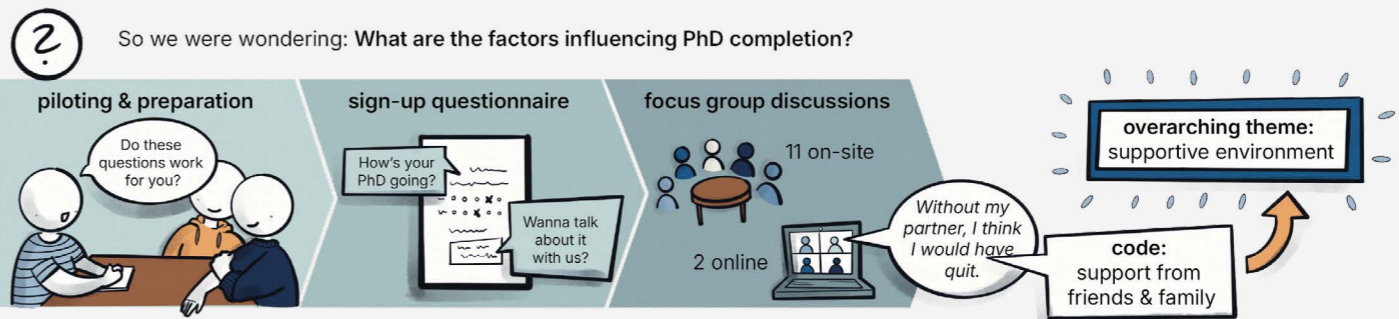 ?
So we were wondering: What are the factors influencing PhD completion?
piloting & preparation
Do these
questions work
for you?
sign-up questionnaire
How's your
PhD going?
Wanna talk
about it
with us?
focus group discussions
11 on-site
2 online
Without my
partner, I think
I would have
quit.
code:
support from
friends & family
overarching theme:
supportive environment